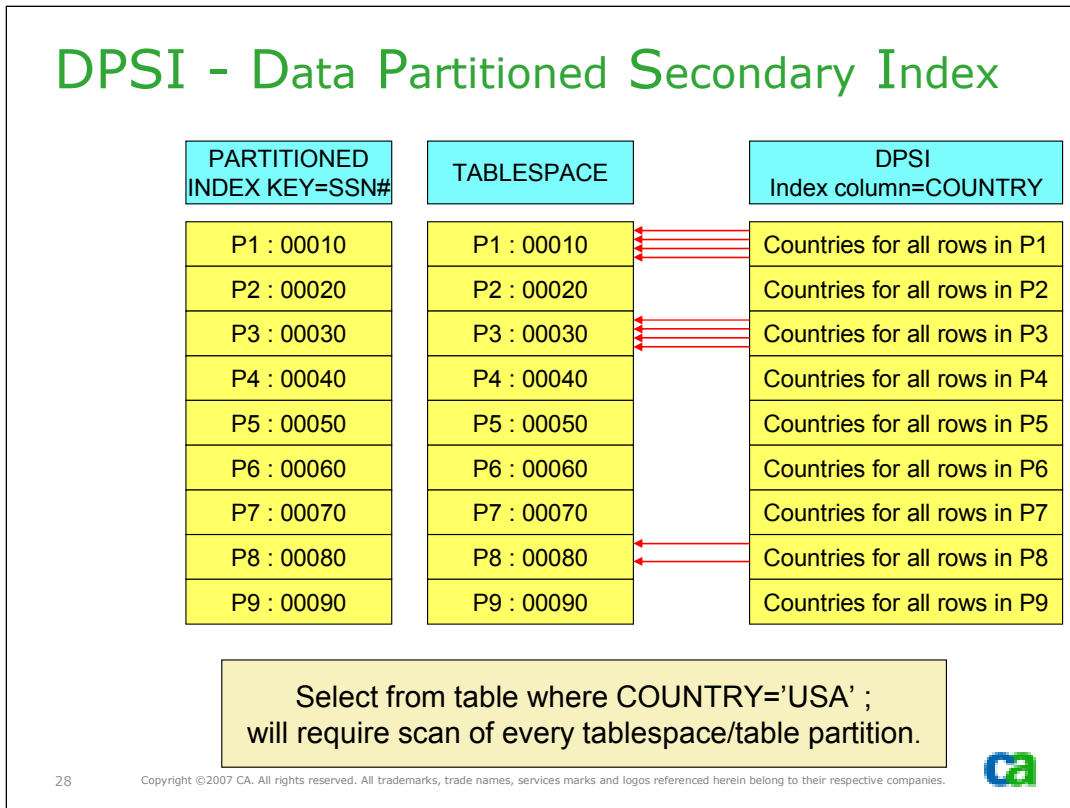 DPSI - Data Partitioned Secondary Index
PARTITIONED
INDEX KEY=SSN#
TABLESPACE
DPSI
Index column=COUNTRY
P1 : 00010
P1 : 00010
Countries for all rows in P1
P2 : 00020
P2 : 00020
Countries for all rows in P2
P3 : 00030
P3 : 00030
Countries for all rows in P3
P4 : 00040
P4 : 00040
Countries for all rows in P4
P5 : 00050
P5 : 00050
Countries for all rows in P5
P6 : 00060
P6 : 00060
Countries for all rows in P6
P7 : 00070
P7 : 00070
Countries for all rows in P7
P8 : 00080
P8 : 00080
Countries for all rows in P8
P9 : 00090
P9 : 00090
Countries for all rows in P9
Select from table where COUNTRY=’USA’ ;
will require scan of every tablespace/table partition.
28
Copyright ©2007 CA. All rights reserved. All trademarks, trade names, services marks and logos referenced herein belong to their respective companies.
ca